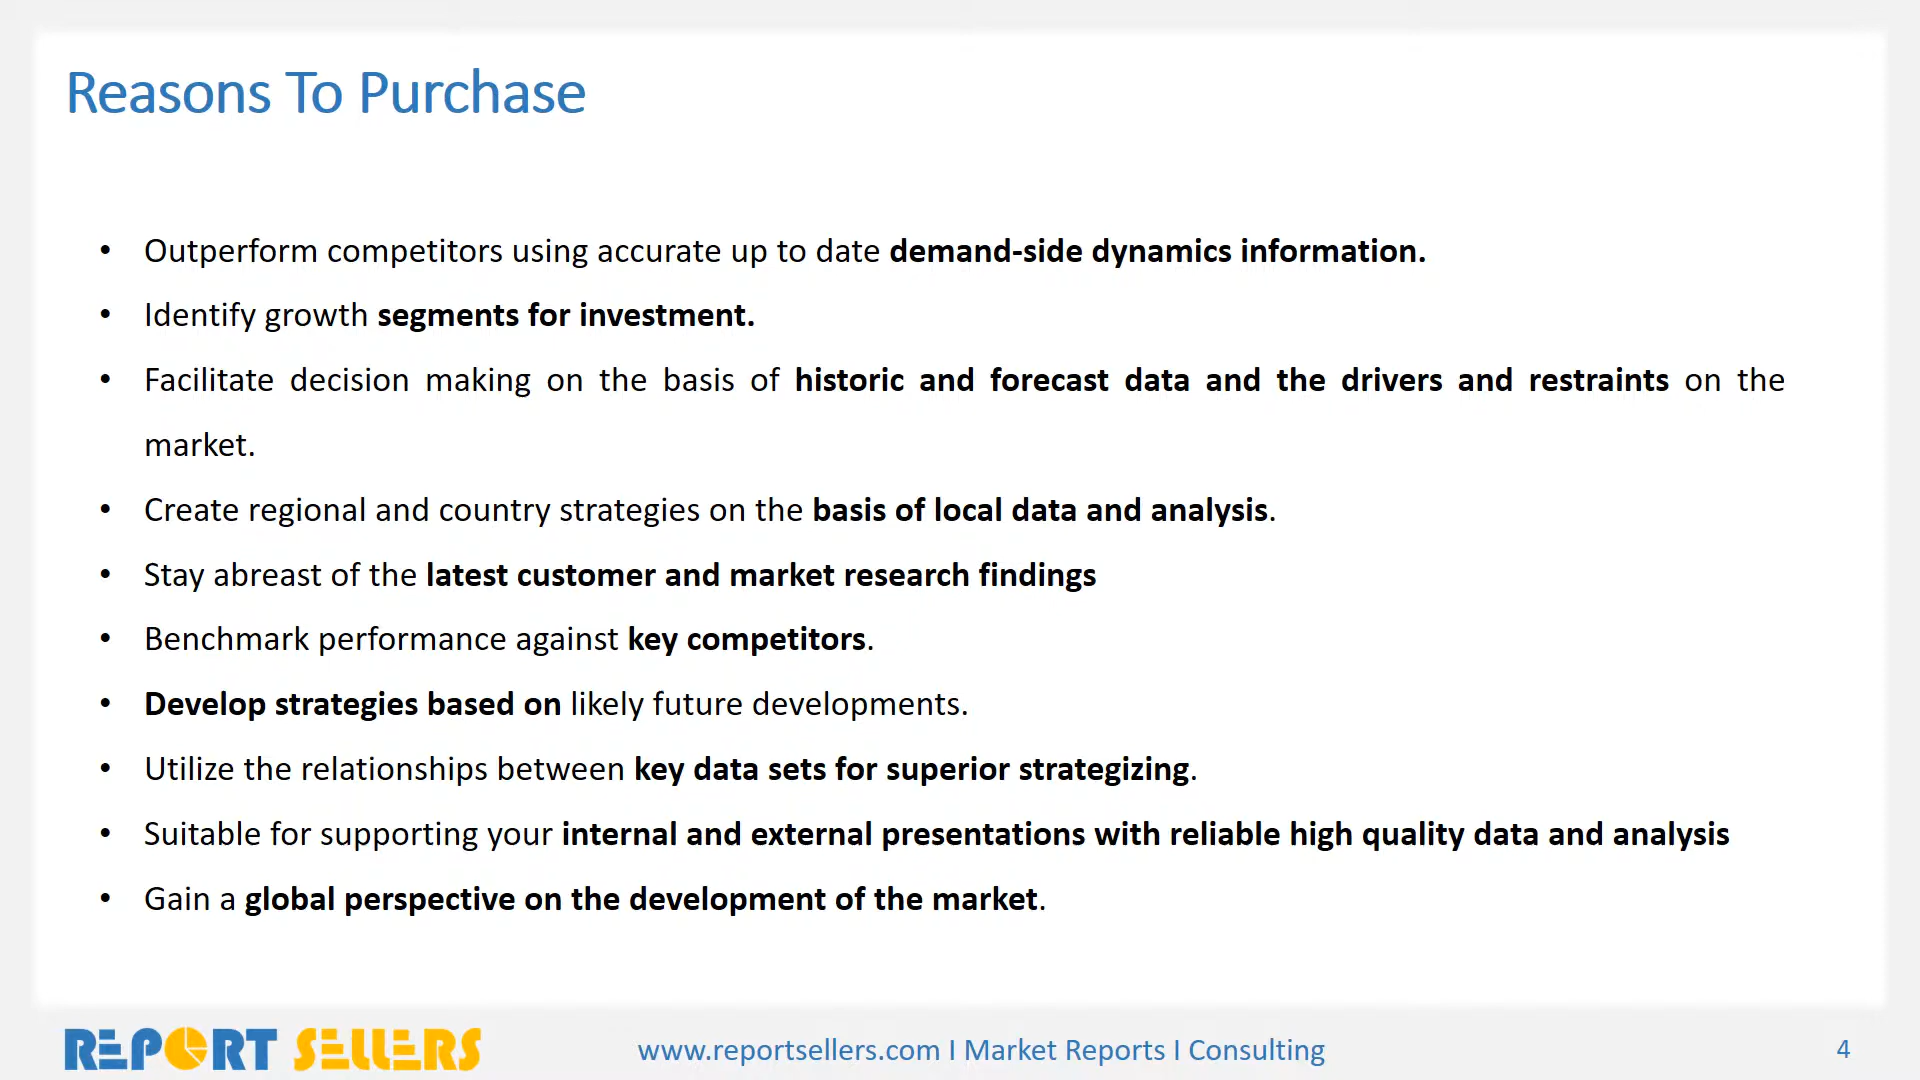 Reasons To Purchase
• Outperform competitors using accurate up to date demand-side dynamics information.
• Identify growth segments for investment.
• Facilitate decision making on the basis of historic and forecast data and the drivers and restraints on the
market.
• Create regional and country strategies on the basis of local data and analysis.
• Stay abreast of the latest customer and market research findings
• Benchmark performance against key competitors.
• Develop strategies based on likely future developments.
• Utilize the relationships between key data sets for superior strategizing.
• Suitable for supporting your internal and external presentations with reliable high quality data and analysis
• Gain a global perspective on the development of the market.
REPORT SELLERS
www.reportsellers.com I Market Reports I Consulting
4